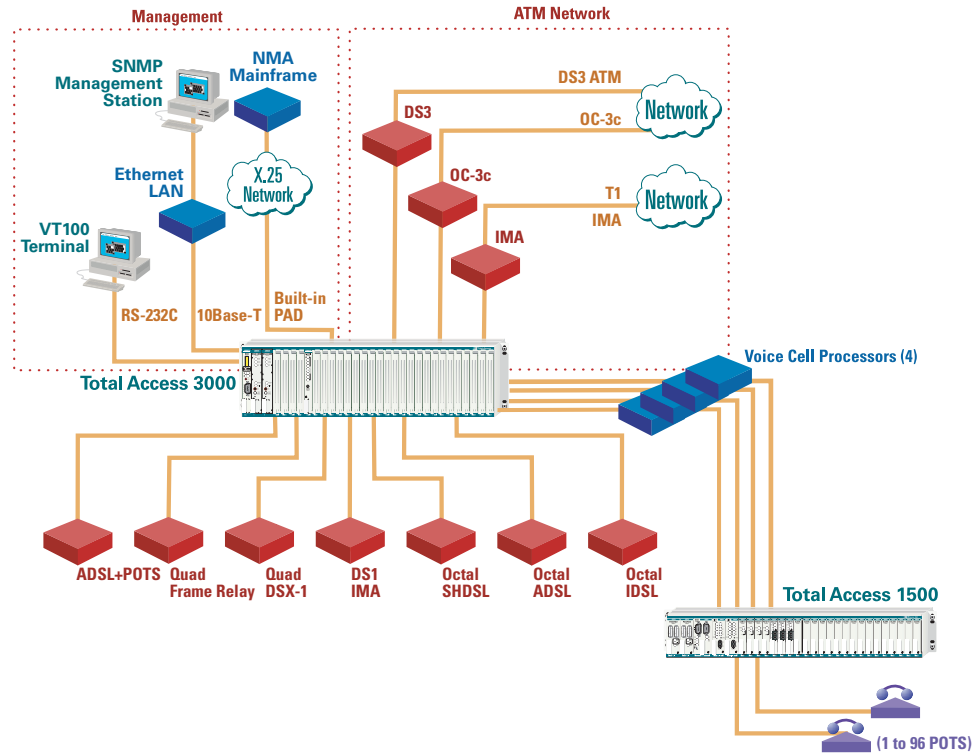 Management
ATM Network
SNMP
Management
Station
NMA
Mainframe
DS3 ATM
Network
DS3
OC-3c
Ethernet
LAN
X.25
Network
OC-3c
T1
Network
IMA
VT100
Terminal
IMA
RS-232C
10Base-T
Built-in
PAD
Total Access 3000
Voice Cell Processors (4)
ADSL+POTS
Quad
Frame Relay
Quad
DSX-1
DS1
IMA
Octal
SHDSL
Octal
ADSL
Octal
IDSL
Total Access 1500
(1 to 96 POTS)